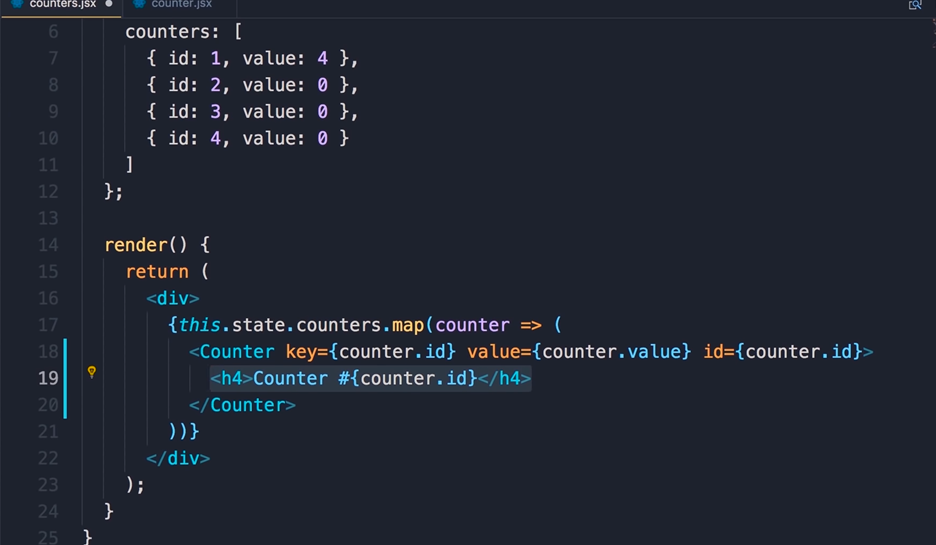 counters.jsx ● counter.jsx
6 counters: [
7 { id: 1, value: 4 },
8 { id: 2, value: 0 },
9 { id: 3, value: 0 },
10 { id: 4, value: 0 }
11 ]
12 };
13
14 render() {
15 return (
16 <div>
17 {this.state.counters.map(counter => (
18 <Counter key={counter.id} value={counter.value} id={counter.id}>
19 <h4>Counter #{counter.id}</h4>
20 </Counter>
21 ))}
22 </div>
23 );
24 }
25 }